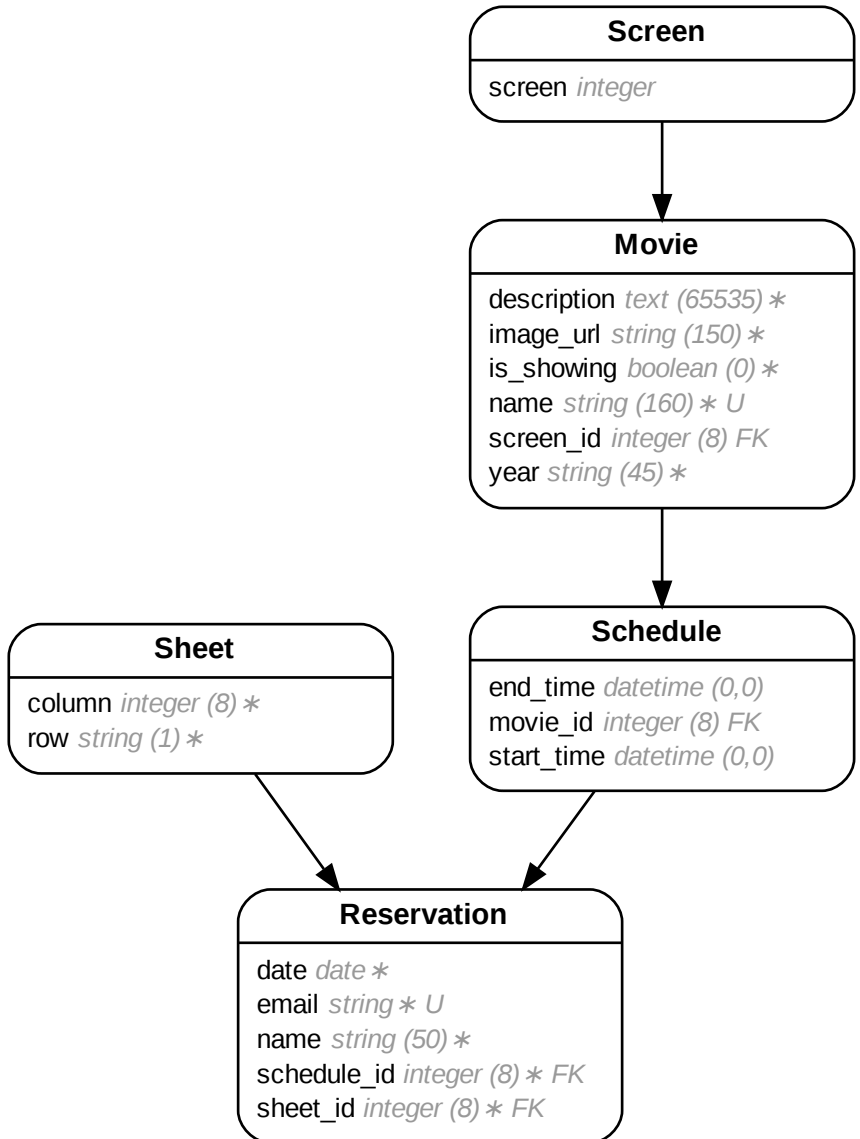 Screen
screen integer
Movie
description text (65535) ∗
image_url string (150) ∗
is_showing boolean (0) ∗
name string (160) ∗ U
screen_id integer (8) FK
year string (45) ∗
Schedule
end_time datetime (0,0)
movie_id integer (8) FK
start_time datetime (0,0)
Sheet
column integer (8) ∗
row string (1) ∗
Reservation
date date ∗
email string ∗ U
name string (50) ∗
schedule_id integer (8) ∗ FK
sheet_id integer (8) ∗ FK